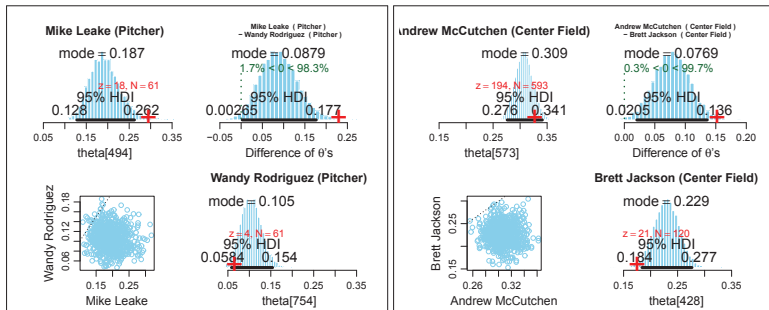 Mike Leake (Pitcher)
mode = 0.187
z = 18, N = 61
95% HDI
0.128 0.262
0.05 0.15 0.25 0.35
theta[494]
Mike Leake ( Pitcher )
− Wandy Rodriguez ( Pitcher )
mode = 0.0879
1.7% < 0 < 98.3%
95% HDI
0.00265 0.177
−0.05 0.05 0.15 0.25
Difference of θ's
Wandy Rodriguez
0.06 0.12 0.18
0.10 0.20 0.30
Mike Leake
Wandy Rodriguez (Pitcher)
mode = 0.105
z = 4, N = 61
95% HDI
0.0584 0.154
0.05 0.15 0.25 0.35
theta[754]
Andrew McCutchen (Center Field)
mode = 0.309
z = 194, N = 593
95% HDI
0.276 0.341
0.15 0.25 0.35
theta[573]
Andrew McCutchen ( Center Field )
− Brett Jackson ( Center Field )
mode = 0.0769
0.3% < 0 < 99.7%
95% HDI
0.0205 0.136
0.00 0.05 0.10 0.15 0.20
Difference of θ's
Brett Jackson
0.15 0.25
0.26 0.32
Andrew McCutchen
Brett Jackson (Center Field)
mode = 0.229
z = 21, N = 120
95% HDI
0.184 0.277
0.15 0.25 0.35
theta[428]